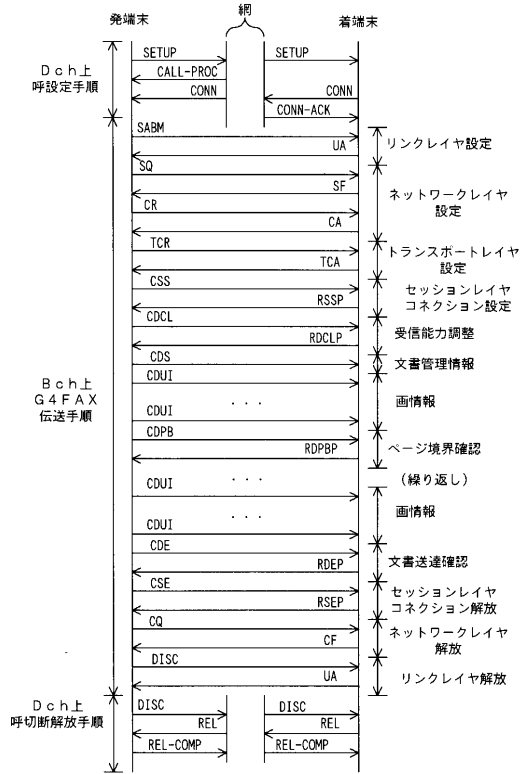 網
発端末
着端末
Dch上
呼設定手順
SETUP
SETUP
CALL-PROC
CONN
CONN
CONN-ACK
Bch上
G4FAX
伝送手順
SABM
UA
リンクレイヤ設定
SQ
SF
CR
CA
ネットワークレイヤ
設定
TCR
TCA
トランスポートレイヤ
設定
CSS
RSSP
セッションレイヤ
コネクション設定
CDCL
RDCLP
受信能力調整
CDS
文書管理情報
CDUI
・・・
CDUI
画情報
CDPB
RDPBP
ページ境界確認
・・・
(繰り返し)
CDUI
・・・
CDUI
画情報
CDE
RDEP
文書送達確認
CSE
RSEP
セッションレイヤ
コネクション解放
CQ
CF
ネットワークレイヤ
解放
DISC
UA
リンクレイヤ解放
Dch上
呼切断解放手順
DISC
DISC
REL
REL
REL-COMP
REL-COMP